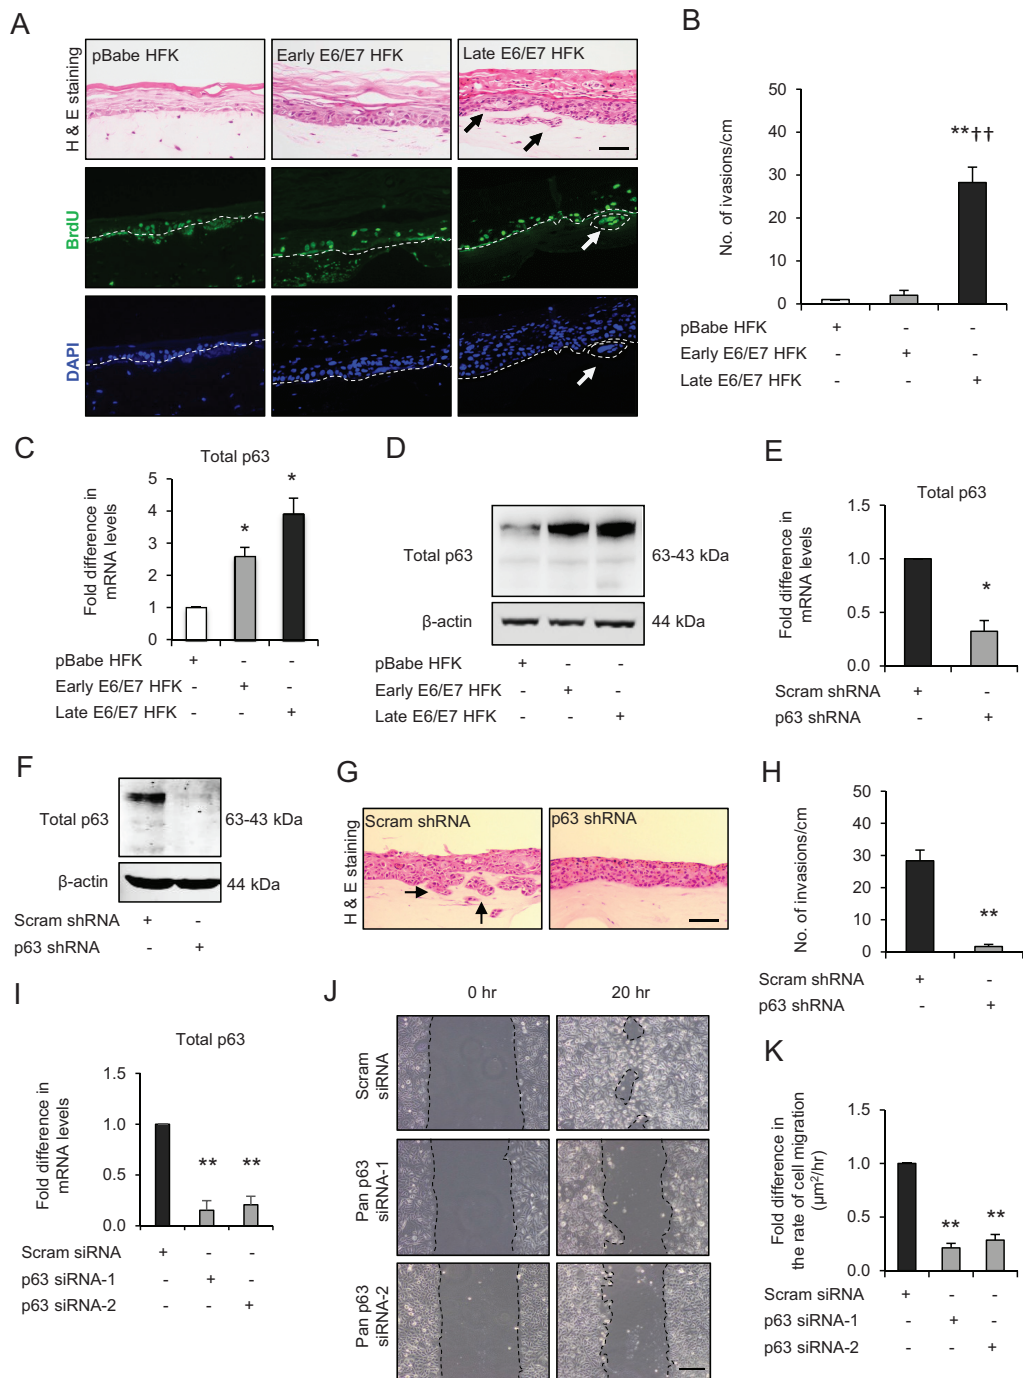 A
H & E staining
pBabe HFK
Early E6/E7 HFK
Late E6/E7 HFK
BrdU
DAPI
B
No. of ivasions/cm
50
40
30
20
10
0
**††
pBabe HFK + - -
Early E6/E7 HFK - + -
Late E6/E7 HFK - - +
C
Total p63
Fold difference in
mRNA levels
5
4
3
2
1
0
*
*
pBabe HFK + - -
Early E6/E7 HFK - + -
Late E6/E7 HFK - - +
D
Total p63
63-43 kDa
β-actin
44 kDa
pBabe HFK + - -
Early E6/E7 HFK - + -
Late E6/E7 HFK - - +
E
Total p63
Fold difference in
mRNA levels
1.5
1.0
0.5
0.0
*
Scram shRNA + -
p63 shRNA - +
F
Total p63
63-43 kDa
β-actin
44 kDa
Scram shRNA + -
p63 shRNA - +
G
H & E staining
Scram shRNA
p63 shRNA
H
No. of invasions/cm
50
40
30
20
10
0
**
Scram shRNA + -
p63 shRNA - +
I
Total p63
Fold difference in
mRNA levels
1.5
1.0
0.5
0.0
**
**
Scram siRNA + - -
p63 siRNA-1 - + -
p63 siRNA-2 - - +
J
0 hr
20 hr
Scram
siRNA
Pan p63
siRNA-1
Pan p63
siRNA-2
K
Fold difference in
the rate of cell migration
(μm²/hr)
1.5
1.0
0.5
0.0
**
**
Scram siRNA + - -
p63 siRNA-1 - + -
p63 siRNA-2 - - +